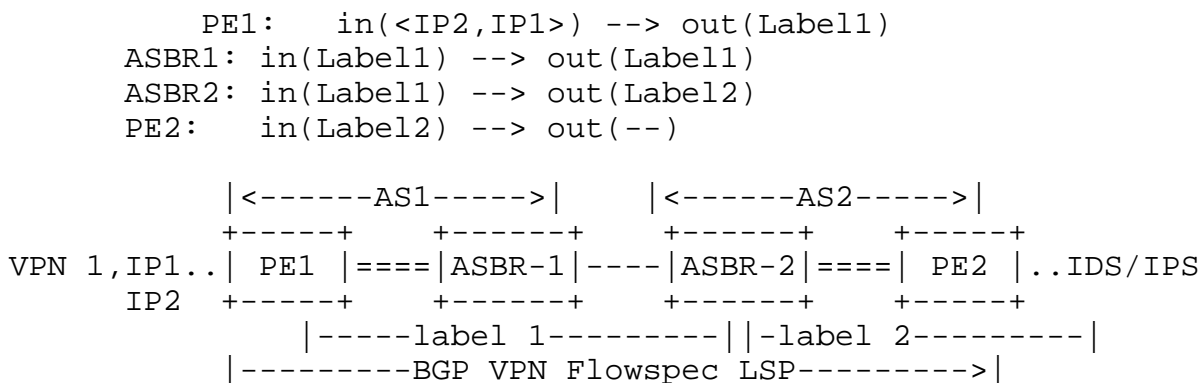 PE1:   in(<IP2,IP1>) --> out(Label1)
ASBR1: in(Label1) --> out(Label1)
ASBR2: in(Label1) --> out(Label2)
PE2:   in(Label2) --> out(--)
|<------AS1----->|    |<------AS2----->|
+-----+    +------+    +------+    +-----+
VPN 1,IP1..| PE1 |====|ASBR-1|----|ASBR-2|====| PE2 |..IDS/IPS
IP2  +-----+    +------+    +------+    +-----+
|-----label 1---------||-label 2---------|
|---------BGP VPN Flowspec LSP--------->|